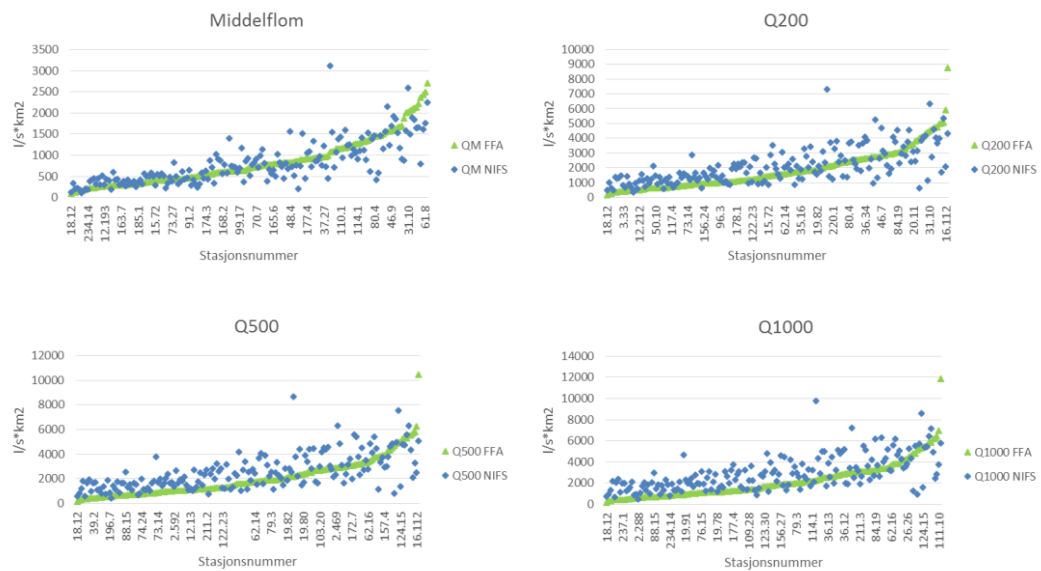 Middelflom
3500
3000
2500
2000
1500
1000
500
0
l/s*km2
18.12 234.14 12.193 163.7 185.1 15.72 73.27 91.2 174.3 168.2 99.17 70.7 165.6 48.4 177.4 37.27 110.1 114.1 80.4 46.9 31.10 61.8
Stasjonsnummer
QM FFA
QM NIFS
Q200
10000
9000
8000
7000
6000
5000
4000
3000
2000
1000
0
l/s*km2
18.12 3.33 12.212 50.10 117.4 73.14 156.24 96.3 178.1 122.23 15.72 62.14 35.16 19.82 220.1 80.4 36.34 46.7 84.19 20.11 31.10 16.112
Stasjonsnummer
Q200 FFA
Q200 NIFS
Q500
12000
10000
8000
6000
4000
2000
0
l/s*km2
18.12 39.2 196.7 88.15 74.24 73.14 2.592 12.13 211.2 122.23 62.14 79.3 19.82 19.80 103.20 2.469 172.7 62.16 157.4 124.15 16.112
Stasjonsnummer
Q500 FFA
Q500 NIFS
Q1000
14000
12000
10000
8000
6000
4000
2000
0
l/s*km2
18.12 237.1 2.288 88.15 234.14 19.91 76.15 19.78 177.4 109.28 123.30 156.27 79.3 114.1 36.13 36.12 211.3 84.19 62.16 26.26 124.15 111.10
Stasjonsnummer
Q1000 FFA
Q1000 NIFS